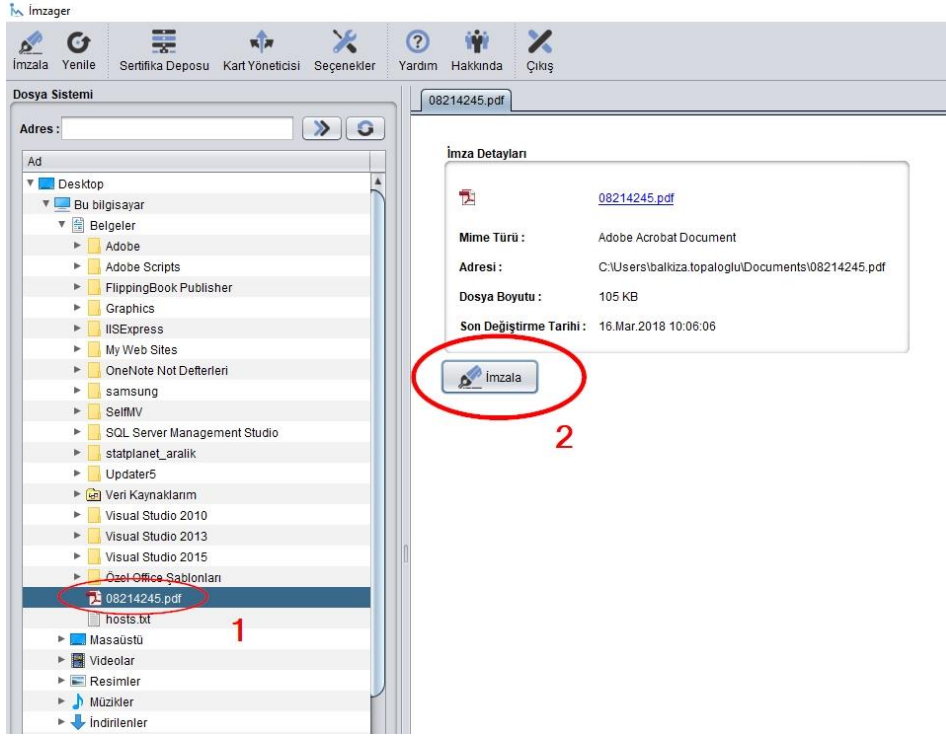 İmzager
İmzala Yenile Sertifika Deposu Kart Yöneticisi Seçenekler Yardım Hakkında Çıkış
Dosya Sistemi
Adres :
Ad
Desktop
Bu bilgisayar
Belgeler
Adobe
Adobe Scripts
FlippingBook Publisher
Graphics
IISExpress
My Web Sites
OneNote Not Defterleri
samsung
SelfMV
SQL Server Management Studio
statplanet_aralik
Updater5
Veri Kaynaklarım
Visual Studio 2010
Visual Studio 2013
Visual Studio 2015
Özel Office Şablonları
08214245.pdf
hosts.txt
1
Masaüstü
Videolar
Resimler
Müzikler
İndirilenler
08214245.pdf
İmza Detayları
08214245.pdf
Mime Türü : Adobe Acrobat Document
Adresi : C:\Users\balkiza.topaloglu\Documents\08214245.pdf
Dosya Boyutu : 105 KB
Son Değiştirme Tarihi : 16.Mar.2018 10:06:06
İmzala
2